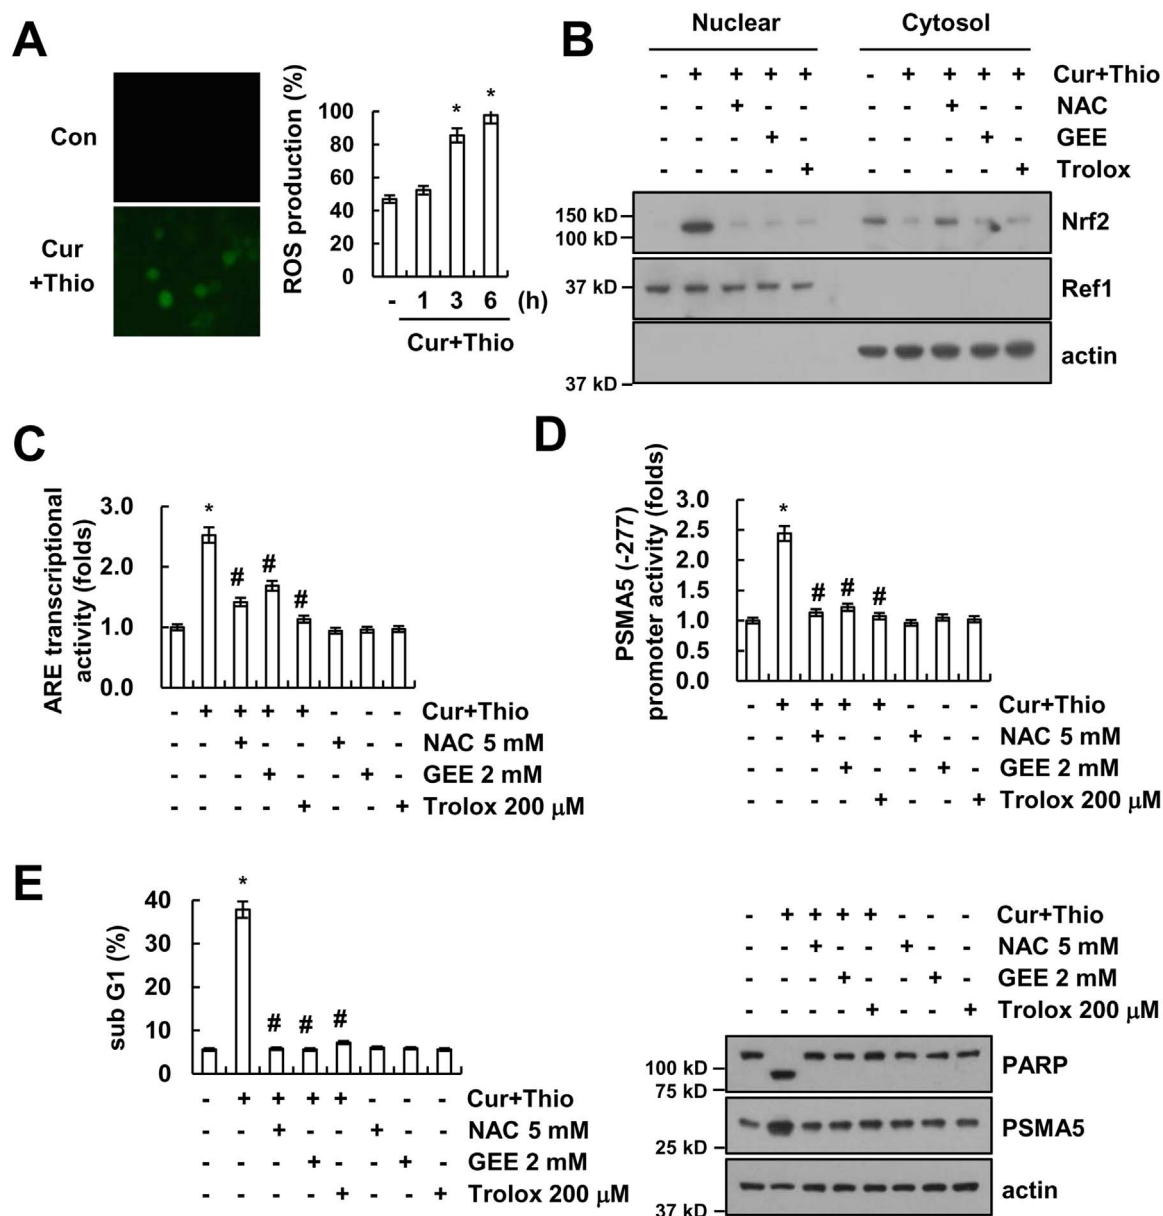 A
Con
Cur
+Thio
ROS production (%)
100
80
60
40
20
0
- 1 3 6 (h)
Cur+Thio
* *
B
Nuclear Cytosol
- + + + + - + + + + Cur+Thio
- - + - - - - + - - NAC
- - - + - - - - + - GEE
- - - - + - - - - + Trolox
150 kD
100 kD
Nrf2
37 kD
Ref1
actin
37 kD
C
ARE transcriptional
activity (folds)
3.0
2.0
1.0
0.0
* # # #
- + + + + - - - Cur+Thio
- - + - - + - - NAC 5 mM
- - - + - - + - GEE 2 mM
- - - - + - - + Trolox 200 μM
D
PSMA5 (-277)
promoter activity (folds)
3.0
2.5
2.0
1.5
1.0
0.5
0.0
* # # #
- + + + + - - - Cur+Thio
- - + - - + - - NAC 5 mM
- - - + - - + - GEE 2 mM
- - - - + - - + Trolox 200 μM
E
sub G1 (%)
40
30
20
10
0
* # # #
- + + + + - - - Cur+Thio
- - + - - + - - NAC 5 mM
- - - + - - + - GEE 2 mM
- - - - + - - + Trolox 200 μM
- + + + + - - - Cur+Thio
- - + - - + - - NAC 5 mM
- - - + - - + - GEE 2 mM
- - - - + - - + Trolox 200 μM
100 kD
75 kD
PARP
25 kD
PSMA5
actin
37 kD